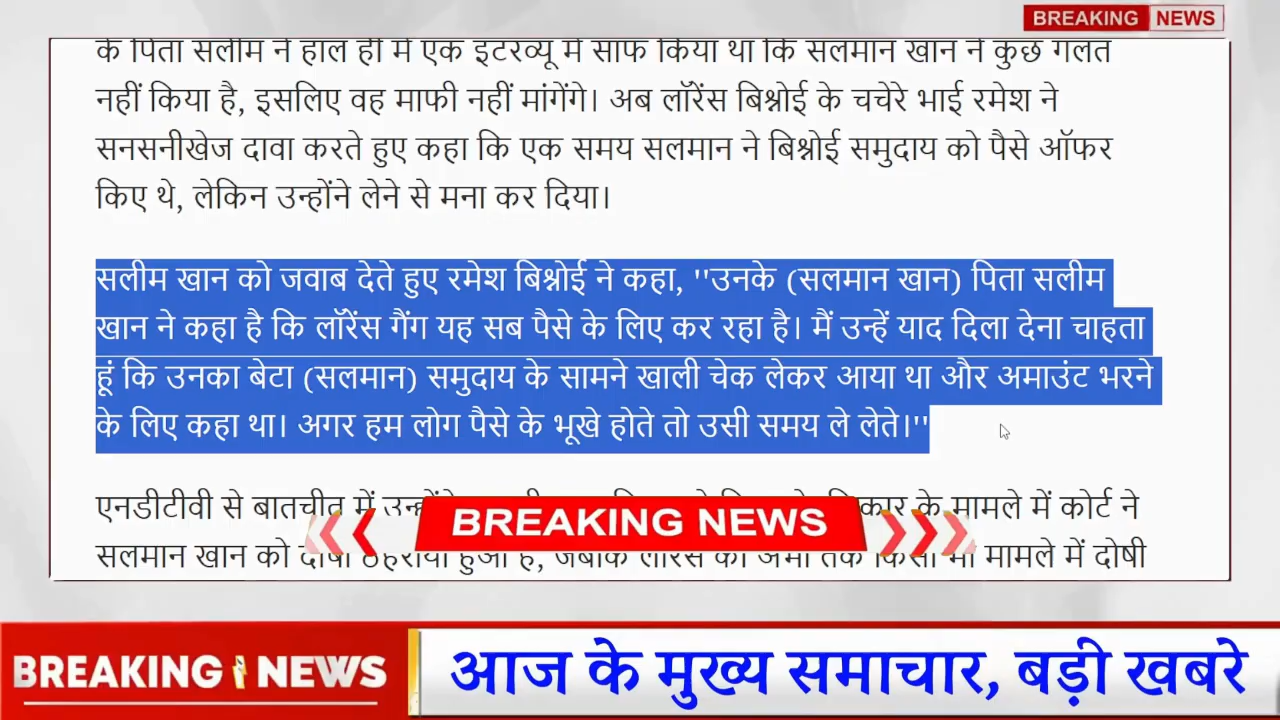 BREAKING NEWS
के पिता सलीम ने हाल ही में एक इंटरव्यू में साफ किया था कि सलमान खान ने कुछ गलत
नहीं किया है, इसलिए वह माफी नहीं मांगेंगे। अब लॉरेंस बिश्नोई के चचेरे भाई रमेश ने
सनसनीखेज दावा करते हुए कहा कि एक समय सलमान ने बिश्नोई समुदाय को पैसे ऑफर
किए थे, लेकिन उन्होंने लेने से मना कर दिया।
सलीम खान को जवाब देते हुए रमेश बिश्नोई ने कहा, ''उनके (सलमान खान) पिता सलीम
खान ने कहा है कि लॉरेंस गैंग यह सब पैसे के लिए कर रहा है। मैं उन्हें याद दिला देना चाहता
हूं कि उनका बेटा (सलमान) समुदाय के सामने खाली चेक लेकर आया था और अमाउंट भरने
के लिए कहा था। अगर हम लोग पैसे के भूखे होते तो उसी समय ले लेते।''
एनडीटीवी से बातचीत में के मामले में कोर्ट ने
BREAKING NEWS
सलमान खान को मामले में दोषी
BREAKING NEWS
आज के मुख्य समाचार, बड़ी खबरे